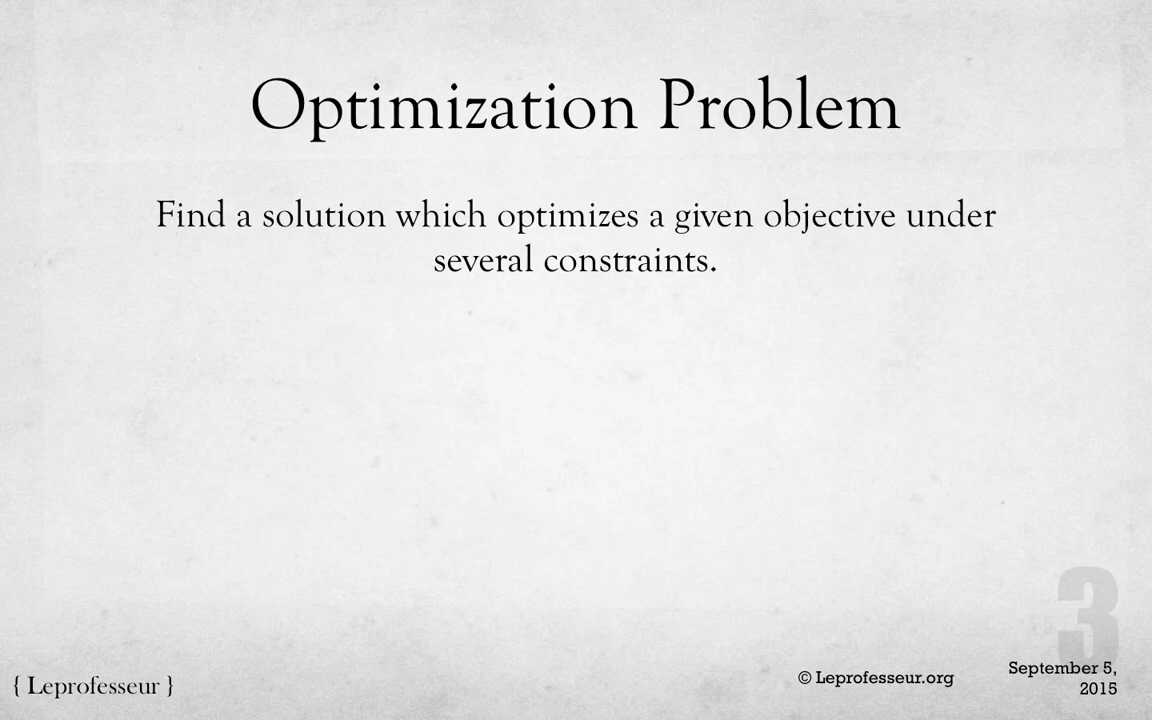 Optimization Problem
Find a solution which optimizes a given objective under
several constraints.
3
{ Leprofesseur }
© Leprofesseur.org
September 5,
2015